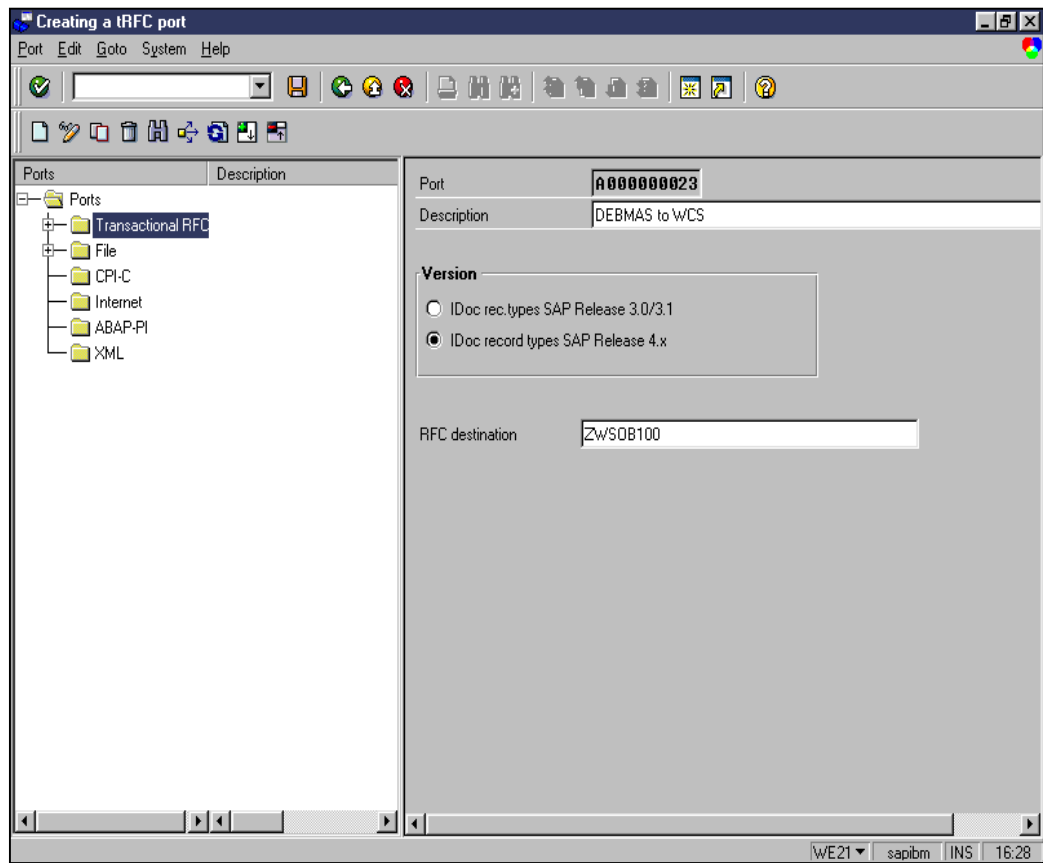 Creating a tRFC port
Port Edit Goto System Help
Ports Description
Ports
Transactional RFC
File
CPI-C
Internet
ABAP-PI
XML
Port A000000023
Description DEBMAS to WCS
Version
IDoc rec.types SAP Release 3.0/3.1
IDoc record types SAP Release 4.x
RFC destination ZWSOB100
WE21 sapibm INS 16:28